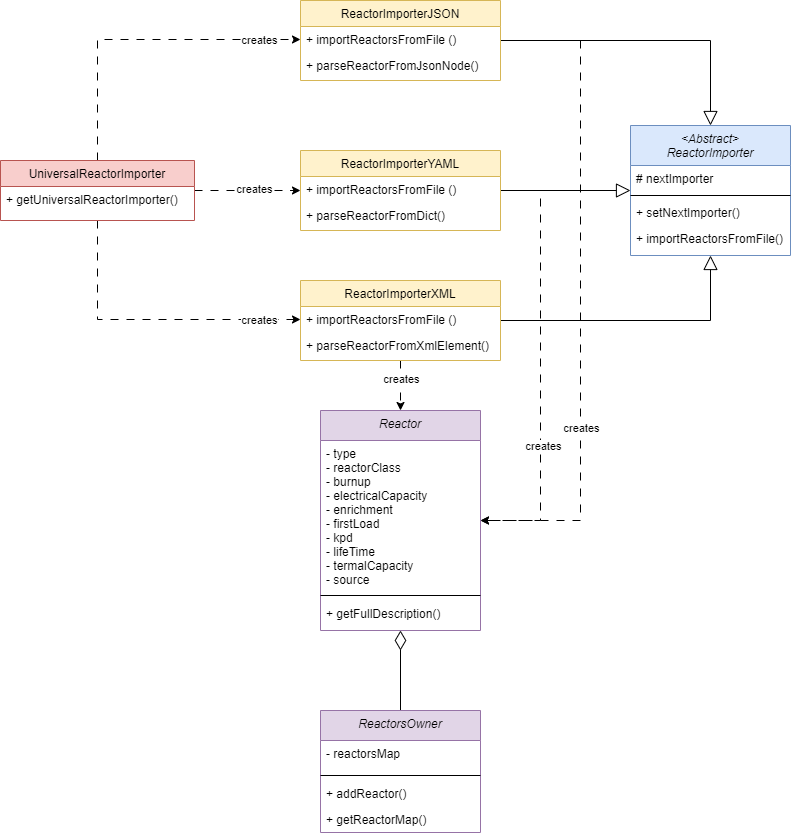 ReactorImporterJSON
+ importReactorsFromFile ()
+ parseReactorFromJsonNode()
creates
<Abstract>
ReactorImporter
# nextImporter
+ setNextImporter()
+ importReactorsFromFile()
UniversalReactorImporter
+ getUniversalReactorImporter()
creates
ReactorImporterYAML
+ importReactorsFromFile ()
+ parseReactorFromDict()
creates
ReactorImporterXML
+ importReactorsFromFile ()
+ parseReactorFromXmlElement()
creates
creates
creates
Reactor
- type
- reactorClass
- burnup
- electricalCapacity
- enrichment
- firstLoad
- kpd
- lifeTime
- termalCapacity
- source
+ getFullDescription()
ReactorsOwner
- reactorsMap
+ addReactor()
+ getReactorMap()